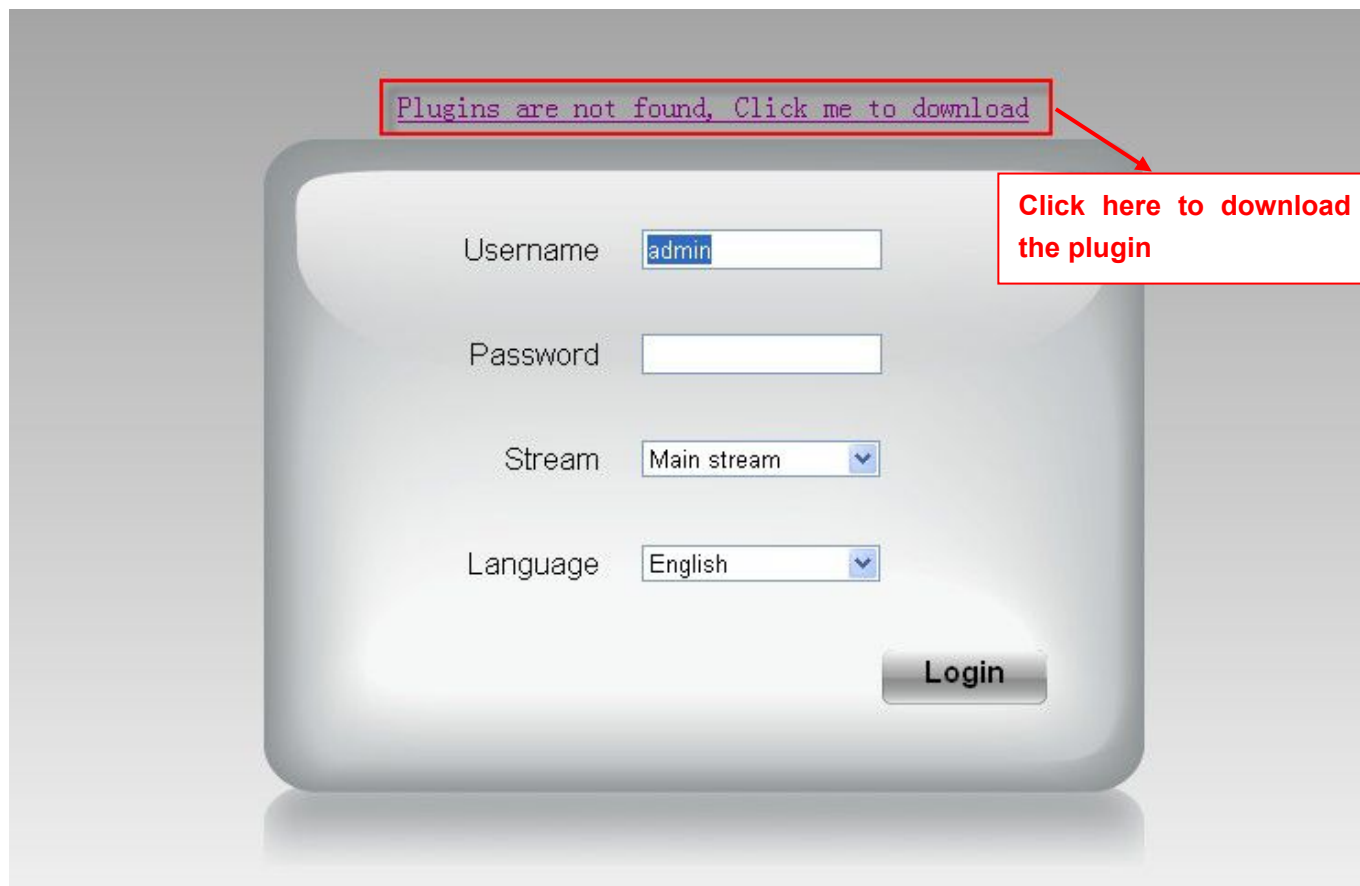 Plugins are not found, Click me to download
Click here to download
the plugin
Username admin
Password
Stream Main stream
Language English
Login